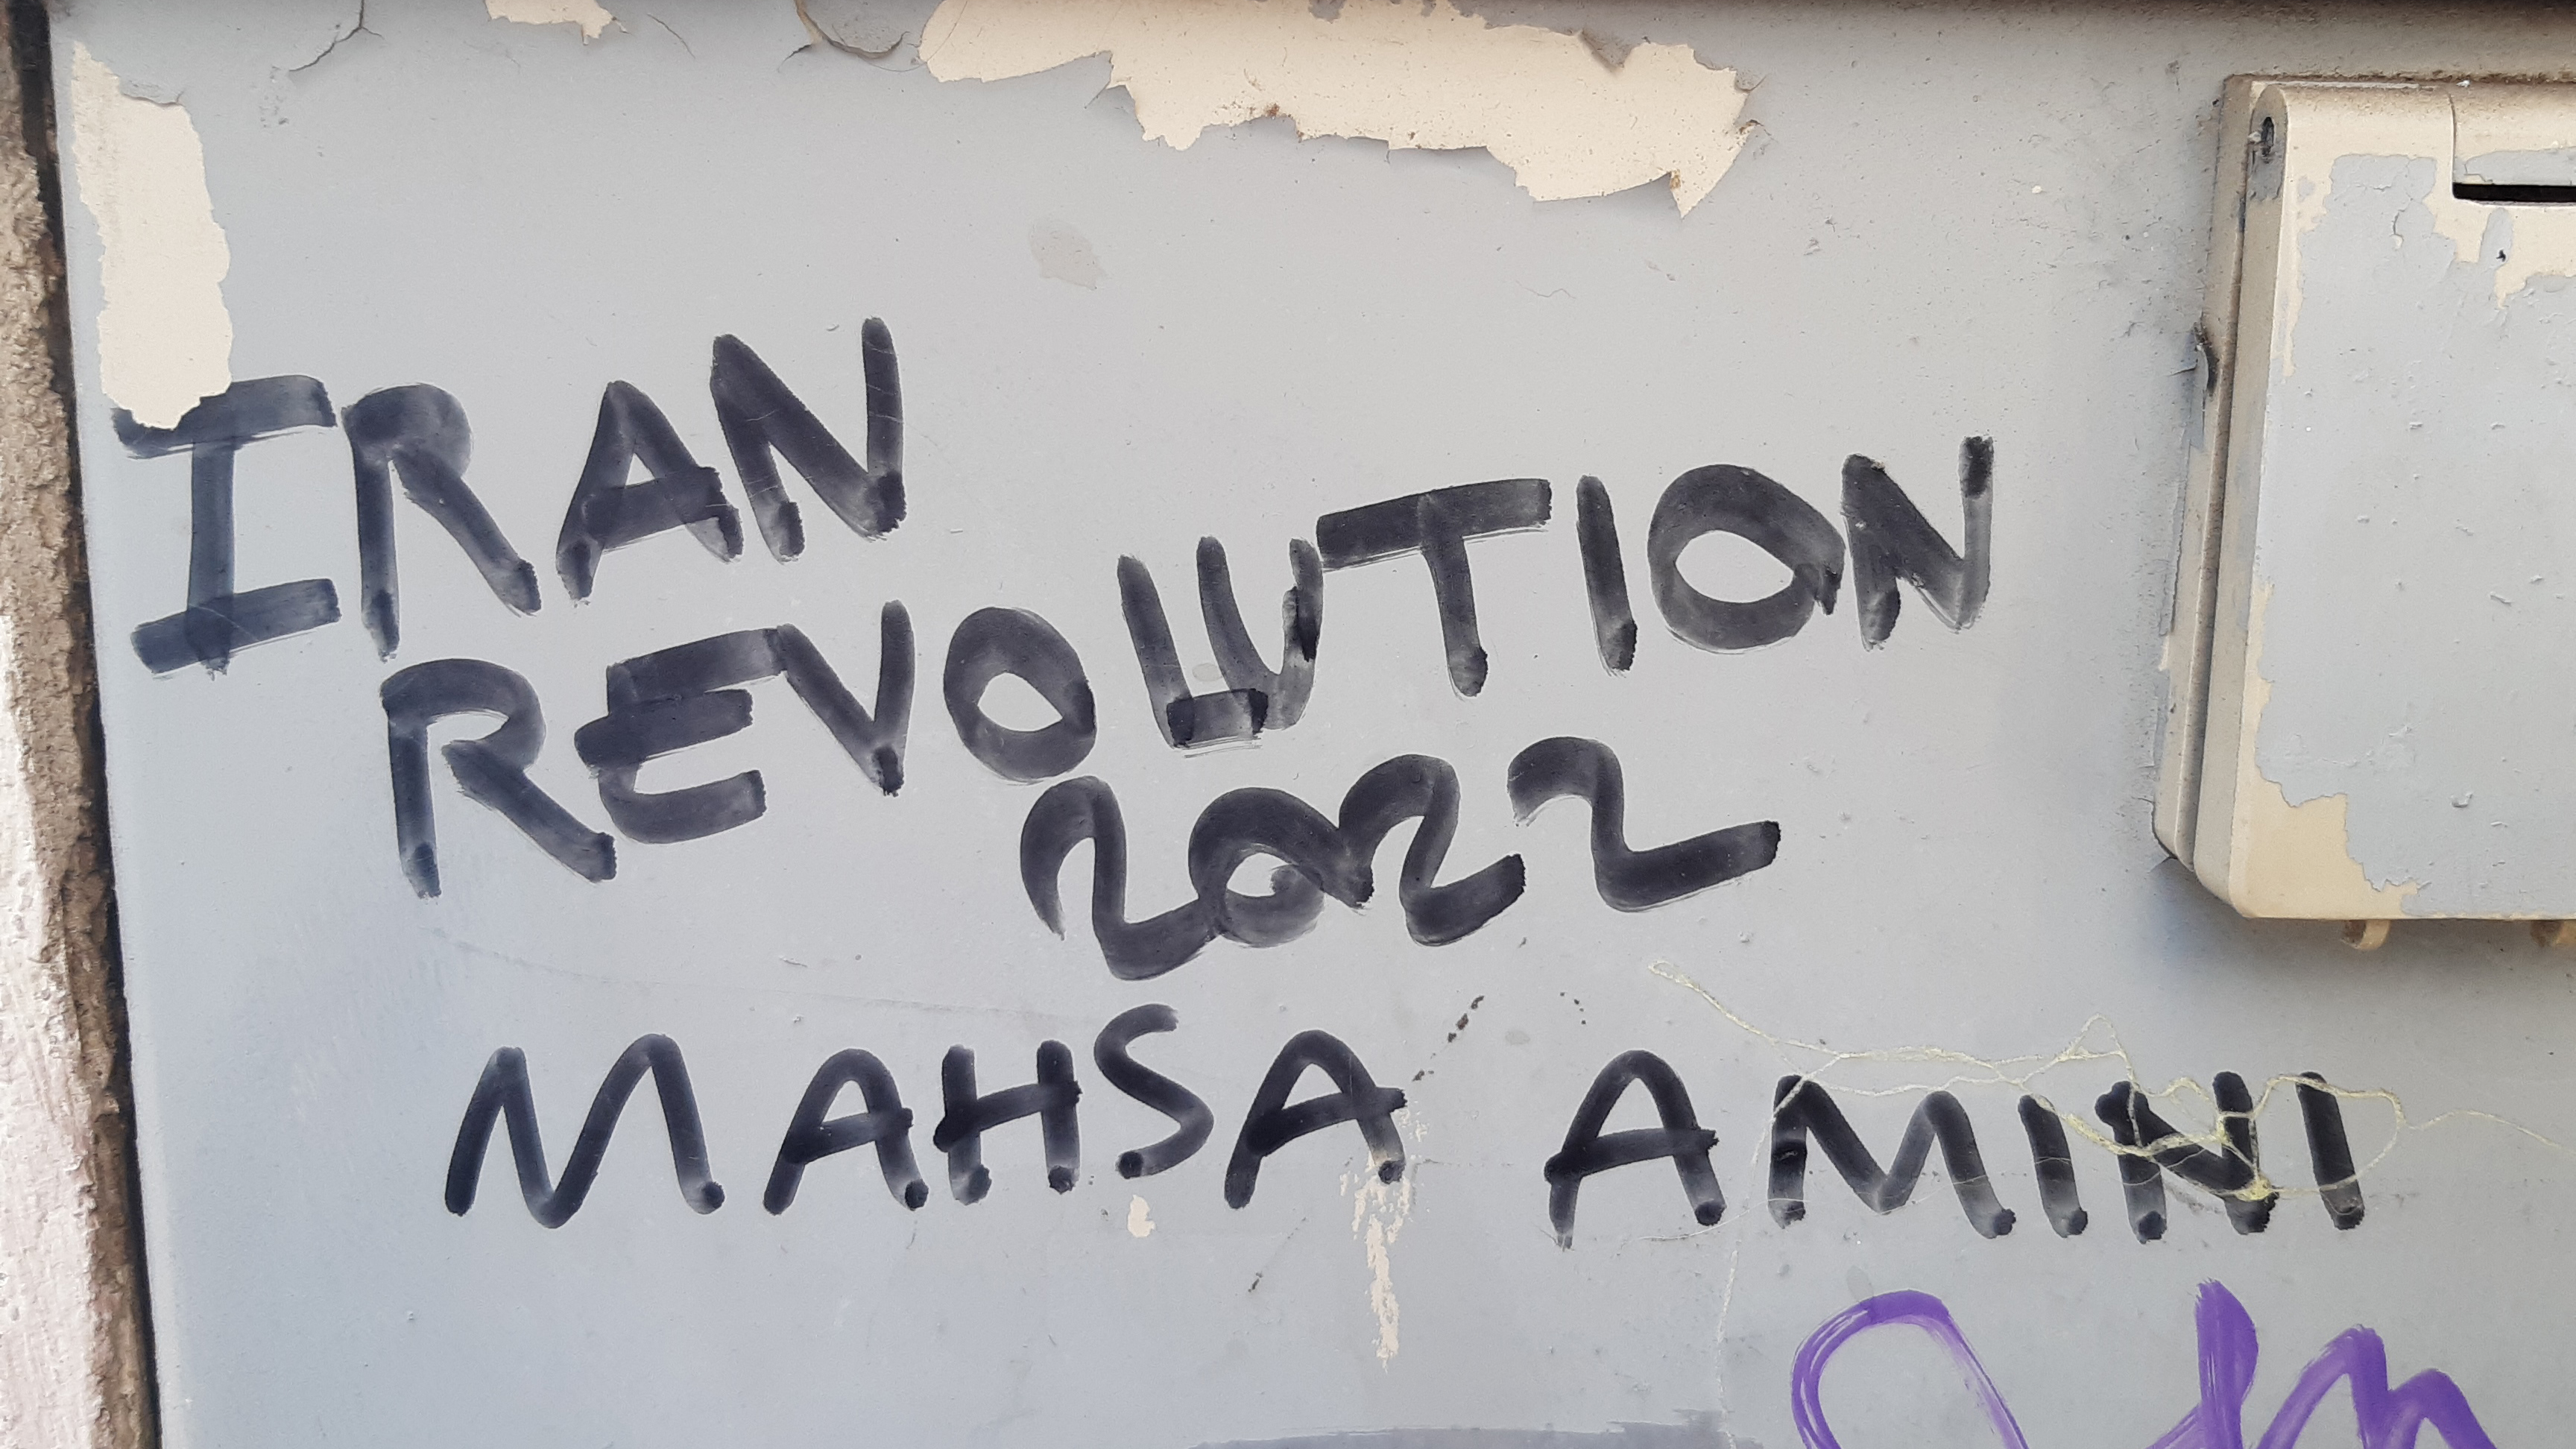 IRAN
REVOLUTION
2022
MAHSA AMINI